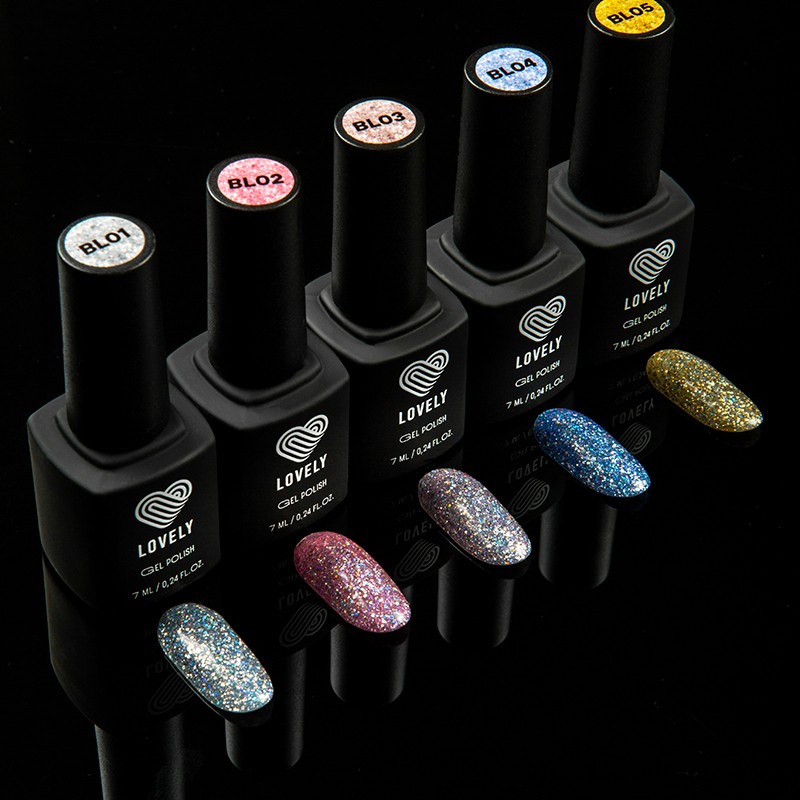 BL01
BL02
BL03
BL04
BL05
LOVELY
GEL POLISH
7 ML / 0,24 FL.OZ.
LOVELY
GEL POLISH
7 ML / 0,24 FL.OZ.
LOVELY
GEL POLISH
7 ML / 0,24 FL.OZ.
LOVELY
GEL POLISH
7 ML / 0,24 FL.OZ.
LOVELY
GEL POLISH
7 ML / 0,24 FL.OZ.